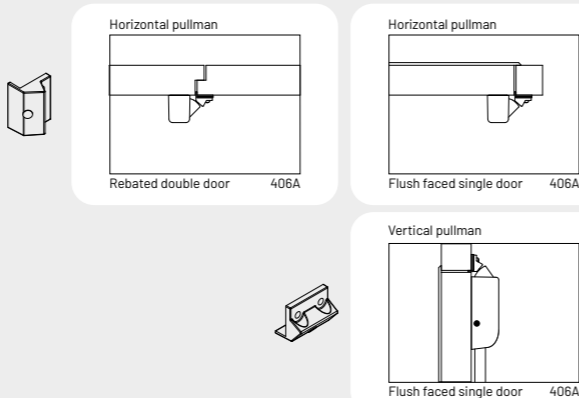 Horizontal pullman
Rebated double door 406A
Horizontal pullman
Flush faced single door 406A
Vertical pullman
Flush faced single door 406A